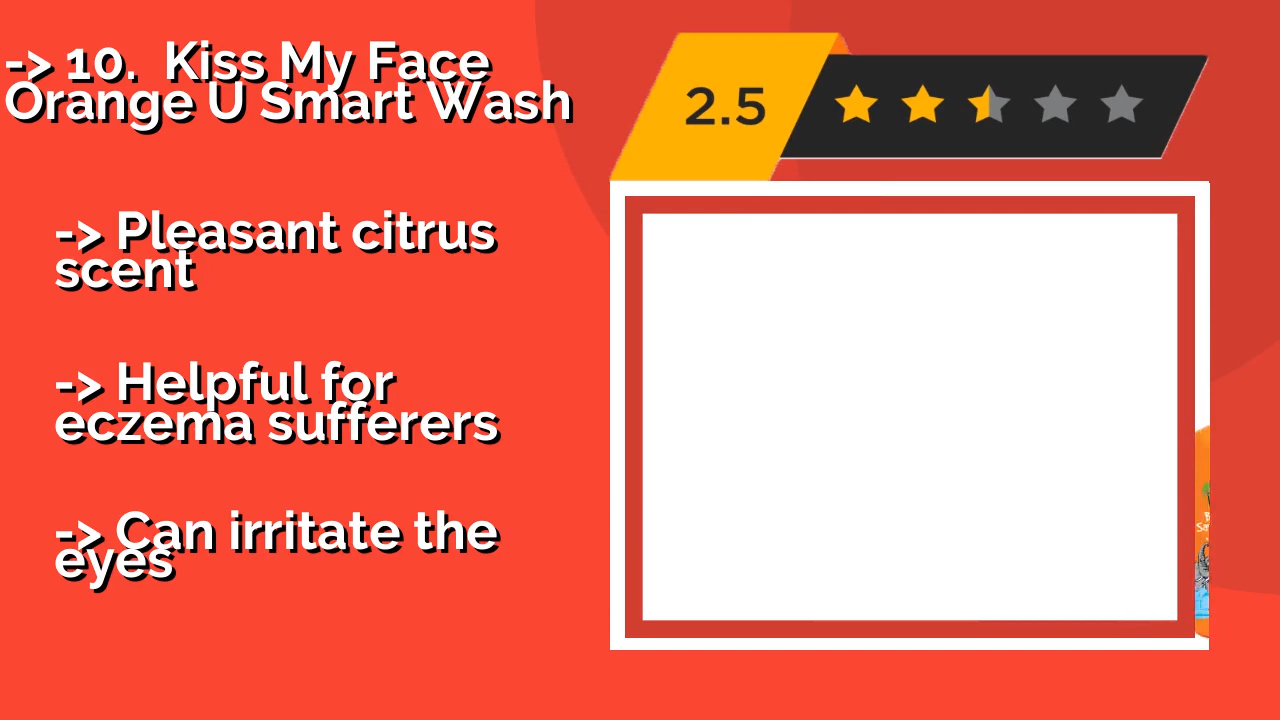 -> 10.  Kiss My Face
Orange U Smart Wash
2.5
-> Pleasant citrus
scent
-> Helpful for
eczema sufferers
-> Can irritate the
eyes